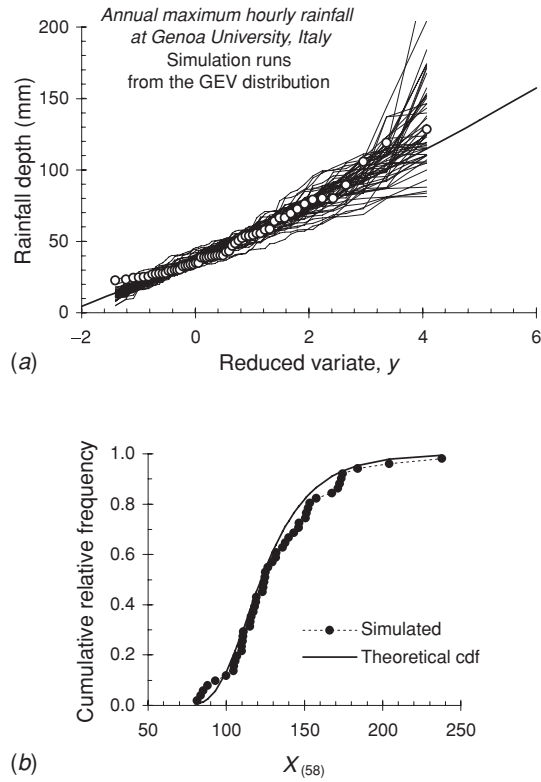 Annual maximum hourly rainfall
at Genoa University, Italy
Simulation runs
from the GEV distribution
Rainfall depth (mm)
200
150
100
50
0
−2
0
2
4
6
Reduced variate, y
(a)
Cumulative relative frequency
1.0
0.8
0.6
0.4
0.2
0.0
Simulated
Theoretical cdf
50
100
150
200
250
X(58)
(b)